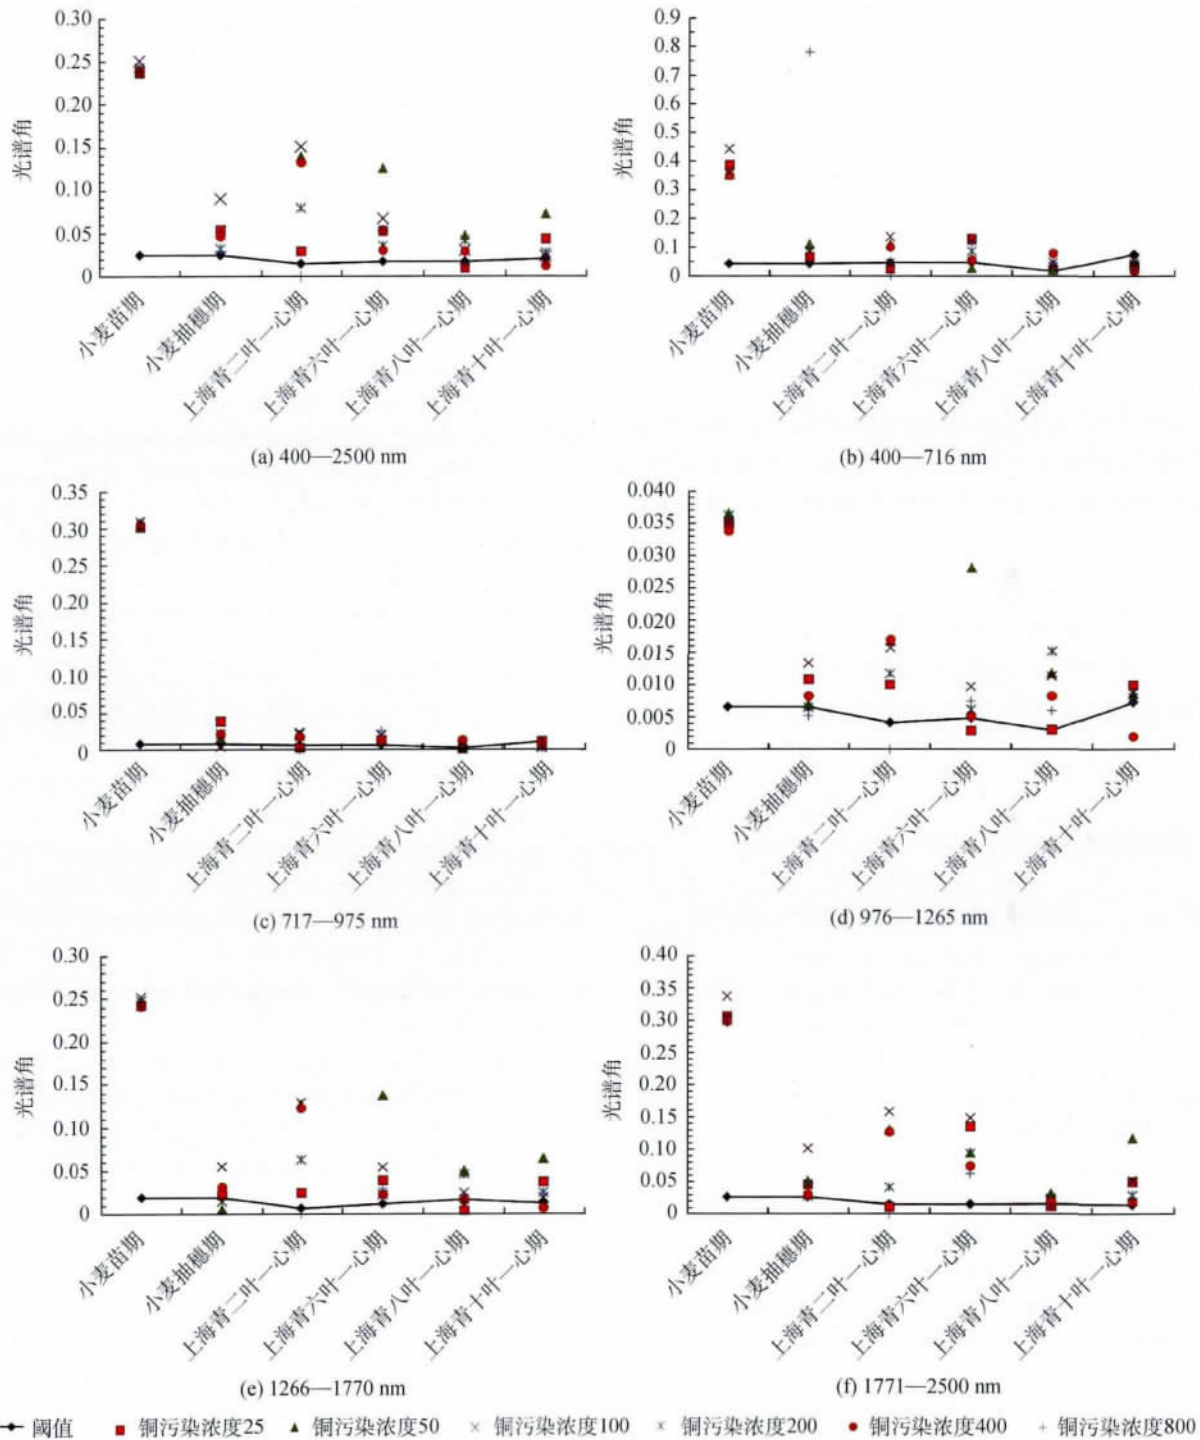 0.30
0.25
0.20
0.15
0.10
0.05
0
光谱角
小麦苗期
小麦抽穗期
上海青二叶一心期
上海青六叶一心期
上海青八叶一心期
上海青十叶一心期
(a) 400—2500 nm
0.9
0.8
0.7
0.6
0.5
0.4
0.3
0.2
0.1
0
光谱角
小麦苗期
小麦抽穗期
上海青二叶一心期
上海青六叶一心期
上海青八叶一心期
上海青十叶一心期
(b) 400—716 nm
0.35
0.30
0.25
0.20
0.15
0.10
0.05
0
光谱角
小麦苗期
小麦抽穗期
上海青二叶一心期
上海青六叶一心期
上海青八叶一心期
上海青十叶一心期
(c) 717—975 nm
0.040
0.035
0.030
0.025
0.020
0.015
0.010
0.005
0
光谱角
小麦苗期
小麦抽穗期
上海青二叶一心期
上海青六叶一心期
上海青八叶一心期
上海青十叶一心期
(d) 976—1265 nm
0.30
0.25
0.20
0.15
0.10
0.05
0
光谱角
小麦苗期
小麦抽穗期
上海青二叶一心期
上海青六叶一心期
上海青八叶一心期
上海青十叶一心期
(e) 1266—1770 nm
0.40
0.35
0.30
0.25
0.20
0.15
0.10
0.05
0
光谱角
小麦苗期
小麦抽穗期
上海青二叶一心期
上海青六叶一心期
上海青八叶一心期
上海青十叶一心期
(f) 1771—2500 nm
阈值 铜污染浓度25 铜污染浓度50 铜污染浓度100 铜污染浓度200 铜污染浓度400 铜污染浓度800